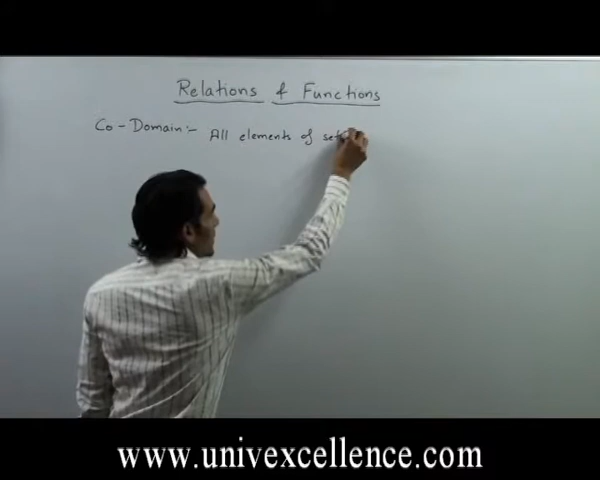 Relations & Functions
Co-Domain:- All elements of set
www.univexcellence.com